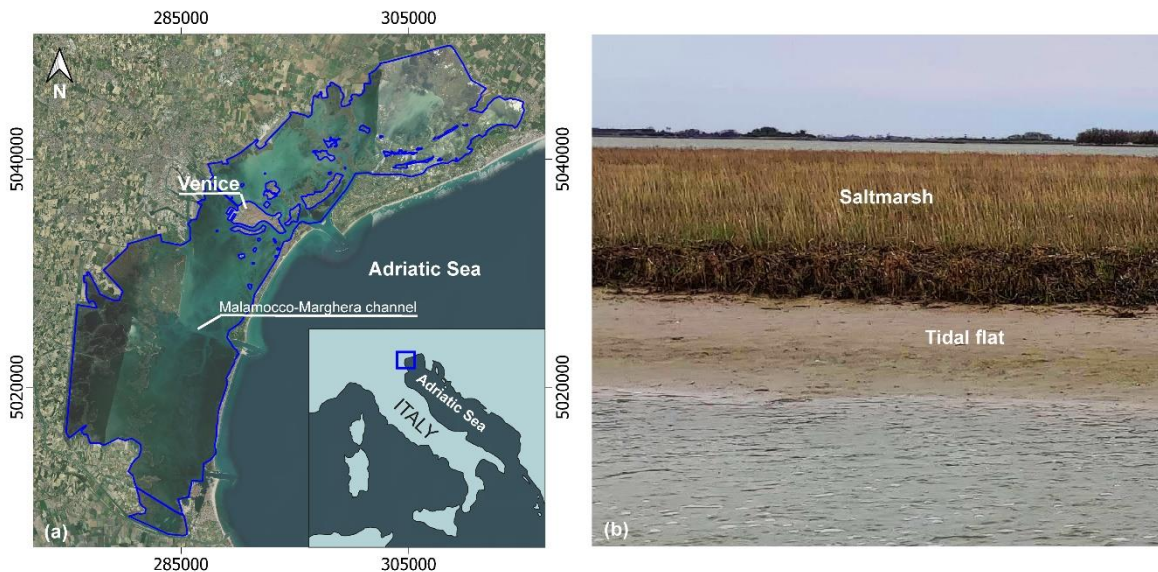 285000
305000
N
5040000
5040000
Venice
Adriatic Sea
Malamocco-Marghera channel
5020000
5020000
Adriatic Sea
ITALY
(a)
285000
305000
Saltmarsh
Tidal flat
(b)